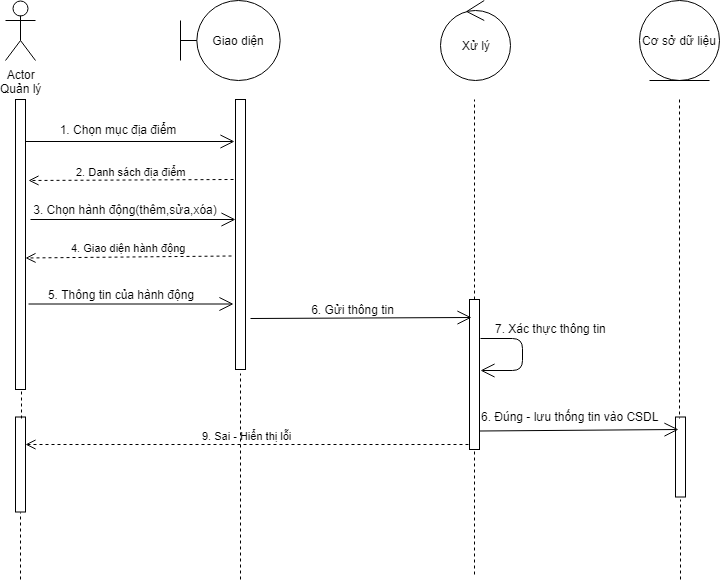 Giao diện
Xử lý
Cơ sở dữ liệu
Actor
Quản lý
1. Chọn mục địa điểm
2. Danh sách địa điểm
3. Chọn hành động(thêm,sửa,xóa)
4. Giao diện hành động
5. Thông tin của hành động
6. Gửi thông tin
7. Xác thực thông tin
6. Đúng - lưu thống tin vào CSDL
9. Sai - Hiển thị lỗi